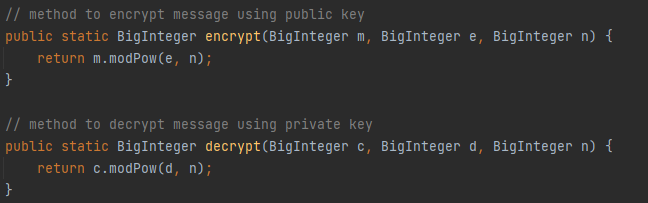 // method to encrypt message using public key
public static BigInteger encrypt(BigInteger m, BigInteger e, BigInteger n) {
    return m.modPow(e, n);
}

// method to decrypt message using private key
public static BigInteger decrypt(BigInteger c, BigInteger d, BigInteger n) {
    return c.modPow(d, n);
}